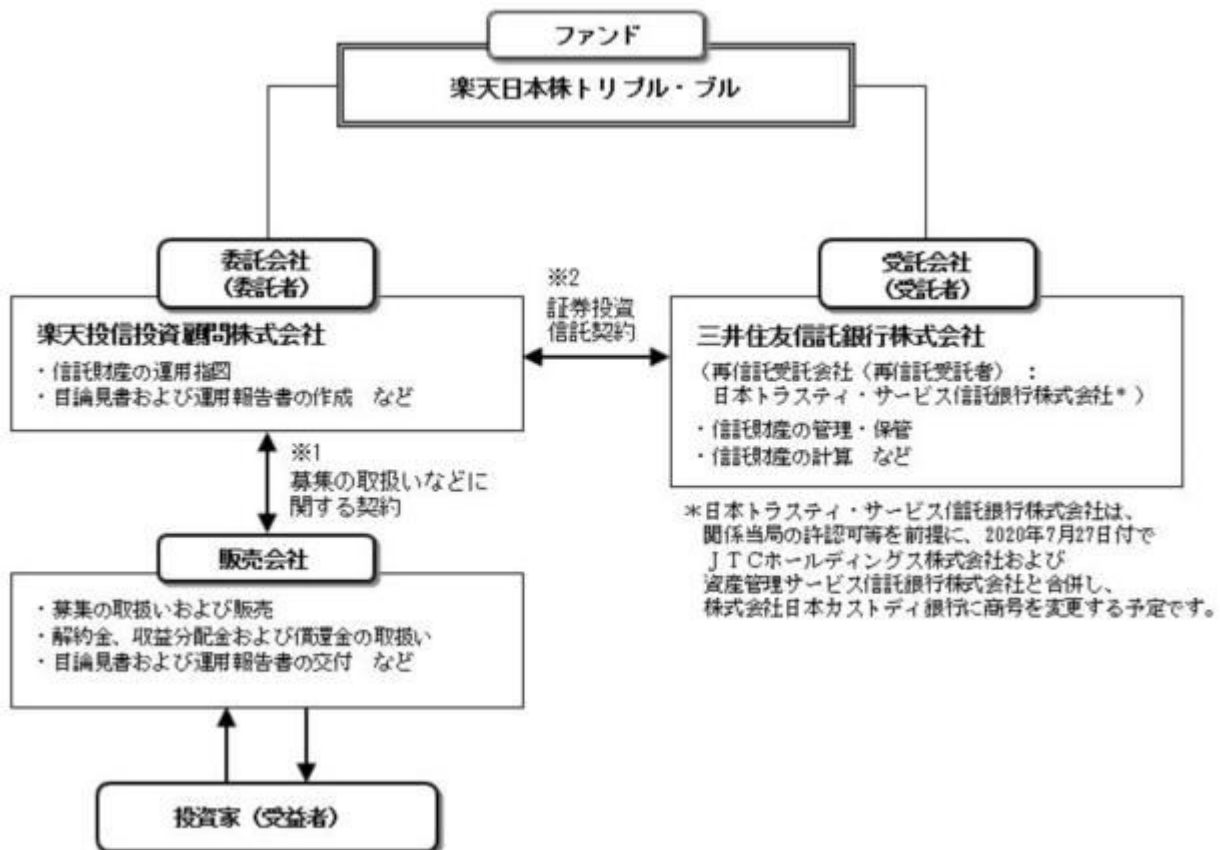 ファンド
楽天日本株トリプル・ブル
委託会社
（委託者）
楽天投信投資顧問株式会社
・信託財産の運用指図
・目論見書および運用報告書の作成　など
※2
証券投資
信託契約
受託会社
（受託者）
三井住友信託銀行株式会社
（再信託受託会社（再信託受託者）：
日本トラスティ・サービス信託銀行株式会社*）
・信託財産の管理・保管
・信託財産の計算　など
※1
募集の取扱いなどに
関する契約
＊日本トラスティ・サービス信託銀行株式会社は、
関係当局の許認可等を前提に、2020年7月27日付で
ＪＴＣホールディングス株式会社および
資産管理サービス信託銀行株式会社と合併し、
株式会社日本カストディ銀行に商号を変更する予定です。
販売会社
・募集の取扱いおよび販売
・解約金、収益分配金および償還金の取扱い
・目論見書および運用報告書の交付　など
投資家（受益者）